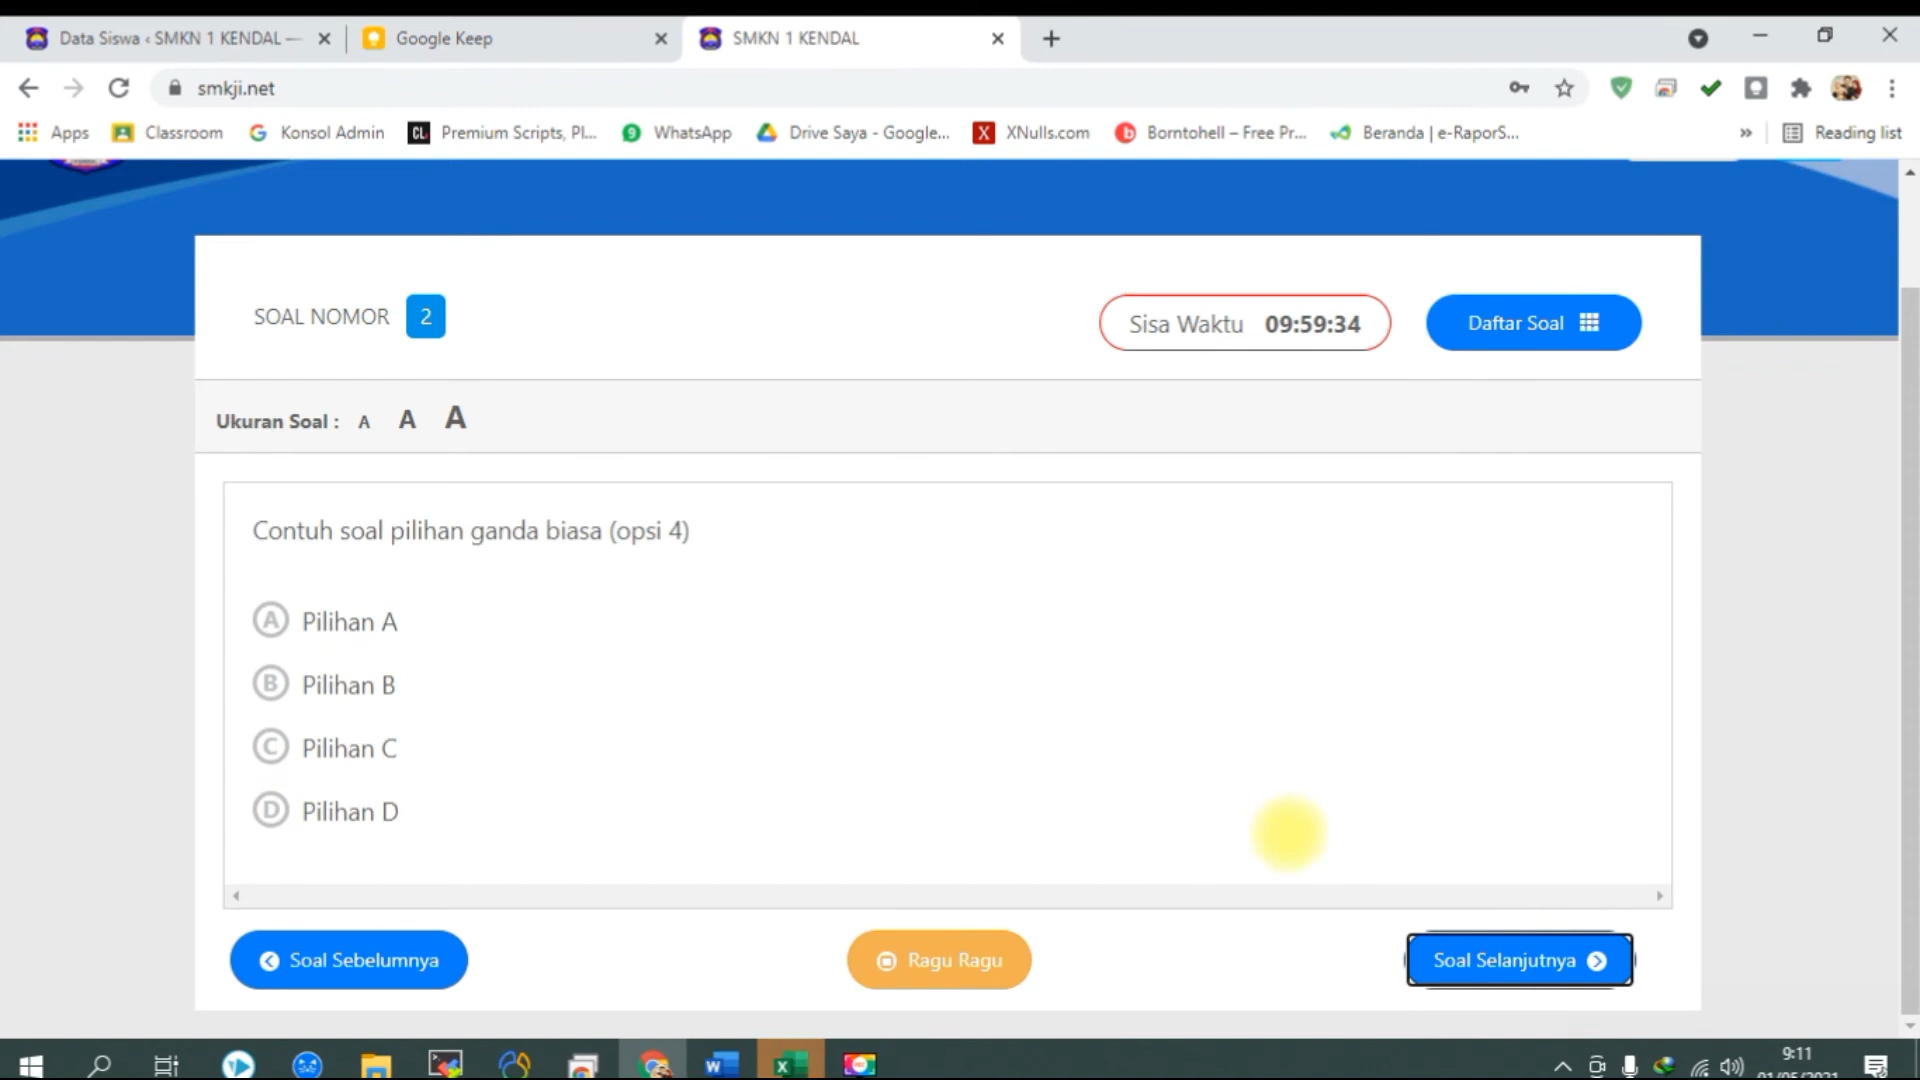 Data Siswa ‹ SMKN 1 KENDAL —
Google Keep
SMKN 1 KENDAL
smkji.net
Apps
Classroom
Konsol Admin
CL Premium Scripts, Pl...
WhatsApp
Drive Saya - Google...
X XNulls.com
b Borntohell – Free Pr...
Beranda | e-RaporS...
»
Reading list
SOAL NOMOR 2
Sisa Waktu 09:59:34
Daftar Soal
Ukuran Soal : A A A
Contuh soal pilihan ganda biasa (opsi 4)
A Pilihan A
B Pilihan B
C Pilihan C
D Pilihan D
Soal Sebelumnya
Ragu Ragu
Soal Selanjutnya
9:11